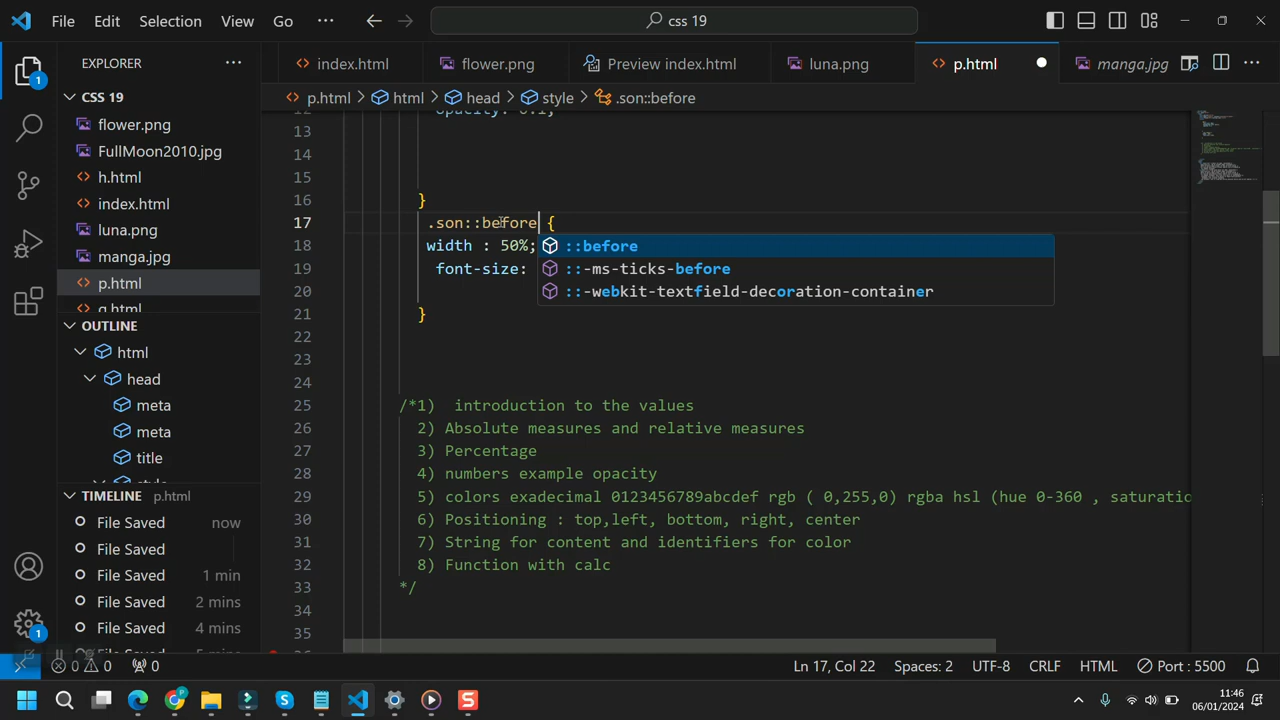 File Edit Selection View Go ··· css 19
EXPLORER ···
CSS 19
flower.png
FullMoon2010.jpg
h.html
index.html
luna.png
manga.jpg
p.html
OUTLINE
html
head
meta
meta
title
TIMELINE p.html
File Saved now
File Saved
File Saved 1 min
File Saved 2 mins
File Saved 4 mins
index.html flower.png Preview index.html luna.png p.html manga.jpg ···
p.html > html > head > style > .son::before
13
14
15
16 }
17 .son::before {
18 width : 50%;
19 font-size:
20
21 }
22
23
24
25 /*1) introduction to the values
26 2) Absolute measures and relative measures
27 3) Percentage
28 4) numbers example opacity
29 5) colors exadecimal 0123456789abcdef rgb ( 0,255,0) rgba hsl (hue 0-360 , saturatio
30 6) Positioning : top,left, bottom, right, center
31 7) String for content and identifiers for color
32 8) Function with calc
33 */
34
35
::before
::-ms-ticks-before
::-webkit-textfield-decoration-container
1
1
0 0 0 Ln 17, Col 22 Spaces: 2 UTF-8 CRLF HTML Port : 5500
11:46
06/01/2024